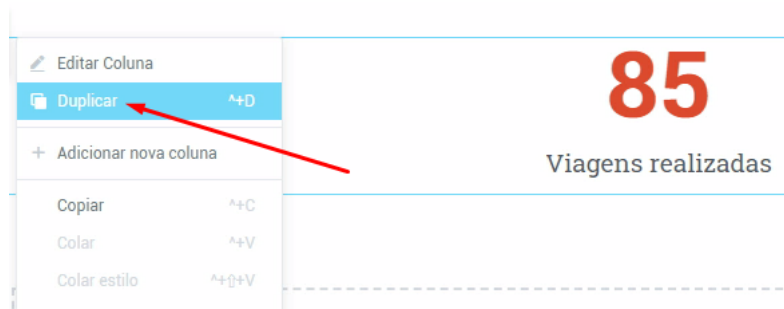 Editar Coluna
Duplicar ^+D
+ Adicionar nova coluna
Copiar ^+C
Colar ^+V
Colar estilo ^+⇧+V
85
Viagens realizadas